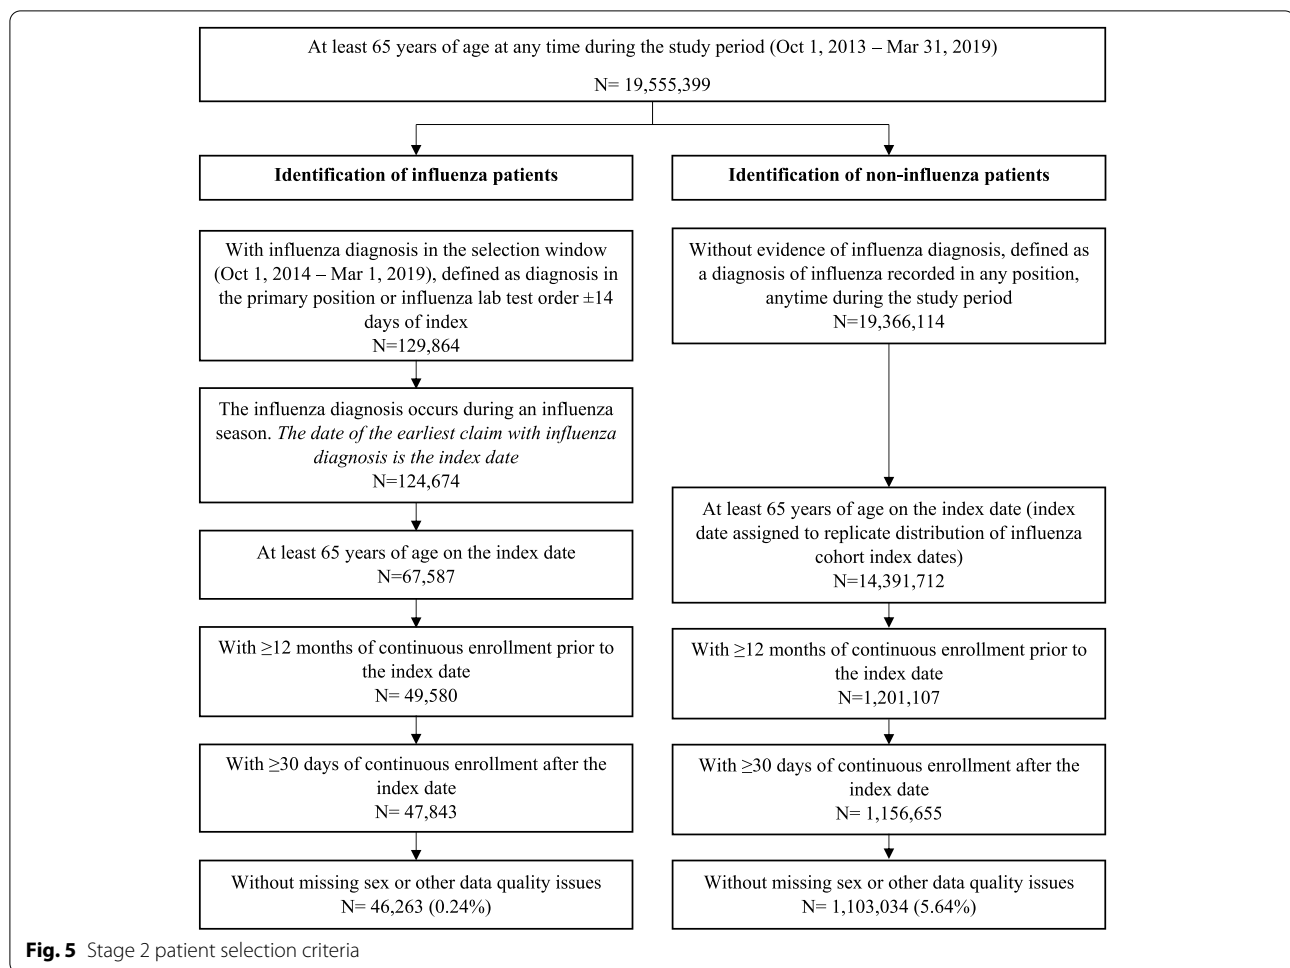 At least 65 years of age at any time during the study period (Oct 1, 2013 – Mar 31, 2019)
N= 19,555,399
Identification of influenza patients
With influenza diagnosis in the selection window
(Oct 1, 2014 – Mar 1, 2019), defined as diagnosis in
the primary position or influenza lab test order ±14
days of index
N=129,864
The influenza diagnosis occurs during an influenza
season. The date of the earliest claim with influenza
diagnosis is the index date
N=124,674
At least 65 years of age on the index date
N=67,587
With ≥12 months of continuous enrollment prior to
the index date
N= 49,580
With ≥30 days of continuous enrollment after the
index date
N= 47,843
Without missing sex or other data quality issues
N= 46,263 (0.24%)
Identification of non-influenza patients
Without evidence of influenza diagnosis, defined as
a diagnosis of influenza recorded in any position,
anytime during the study period
N=19,366,114
At least 65 years of age on the index date (index
date assigned to replicate distribution of influenza
cohort index dates)
N=14,391,712
With ≥12 months of continuous enrollment prior to
the index date
N=1,201,107
With ≥30 days of continuous enrollment after the
index date
N= 1,156,655
Without missing sex or other data quality issues
N= 1,103,034 (5.64%)
Fig. 5 Stage 2 patient selection criteria